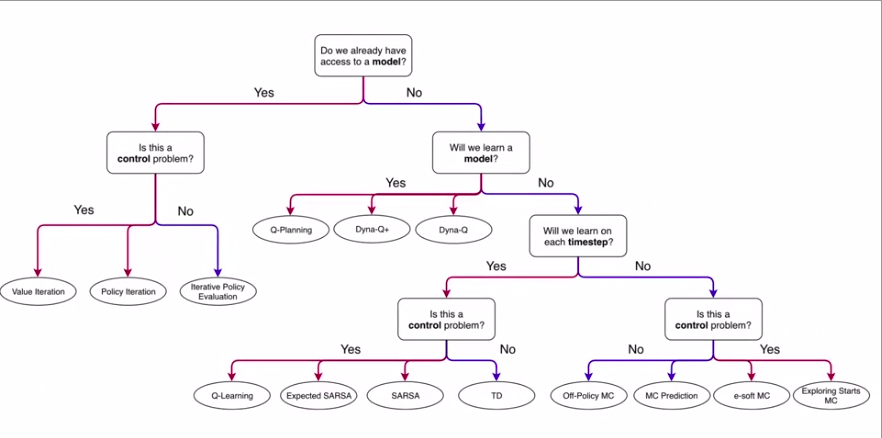 Do we already have
access to a model?
Yes
No
Is this a
control problem?
Will we learn a
model?
Yes
No
Yes
No
Q-Planning
Dyna-Q+
Dyna-Q
Will we learn on
each timestep?
Value Iteration
Policy Iteration
Iterative Policy
Evaluation
Yes
No
Is this a
control problem?
Is this a
control problem?
Yes
No
No
Yes
Q-Learning
Expected SARSA
SARSA
TD
Off-Policy MC
MC Prediction
e-soft MC
Exploring Starts
MC